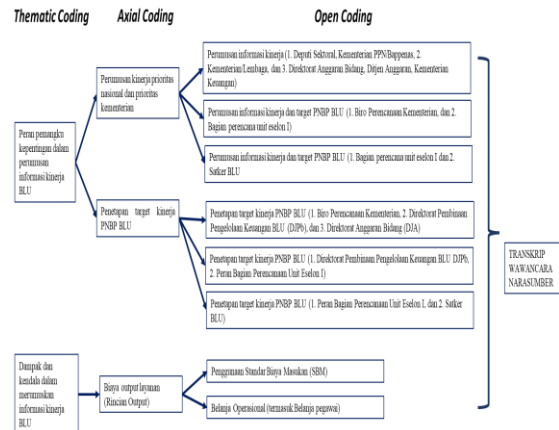 Thematic Coding
Axial Coding
Open Coding
Peran pemangku
kepentingan dalam
perumusan
informasi kinerja
BLU
Perumusan kinerja prioritas
nasional dan prioritas
kementerian
Perumusan informasi kinerja (1. Deputi Sektoral, Kementerian PPN/Bappenas, 2.
Kementerian/Lembaga, dan 3. Direktorat Anggaran Bidang, Ditjen Anggaran, Kementerian
Keuangan)
Perumusan informasi kinerja dan target PNBP BLU (1. Biro Perencanaan Kementerian, dan 2.
Bagian perencana unit eselon I)
Perumusan informasi kinerja dan target PNBP BLU (1. Bagian perencana unit eselon I dan 2.
Satker BLU)
Penetapan target kinerja
PNBP BLU
Penetapan target kinerja PNBP BLU (1. Biro Perencanaan Kementerian, 2. Direktorat Pembinaan
Pengelolaan Keuangan BLU (DJPb), dan 3. Direktorat Anggaran Bidang (DJA)
Penetapan target kinerja PNBP BLU (1. Direktorat Pembinaan Pengelolaan Keuangan BLU DJPb,
2. Peran Bagian Perencanaan Unit Eselon I)
Penetapan target kinerja PNBP BLU (1. Peran Bagian Perencanaan Unit Eselon I, dan 2. Satker
BLU)
TRANSKRIP
WAWANCARA
NARASUMBER
Dampak dan
kendala dalam
merumuskan
informasi kinerja
BLU
Biaya output layanan
(Rincian Output)
Penggunaan Standar Biaya Masukan (SBM)
Belanja Operasional (termasuk Belanja pegawai)